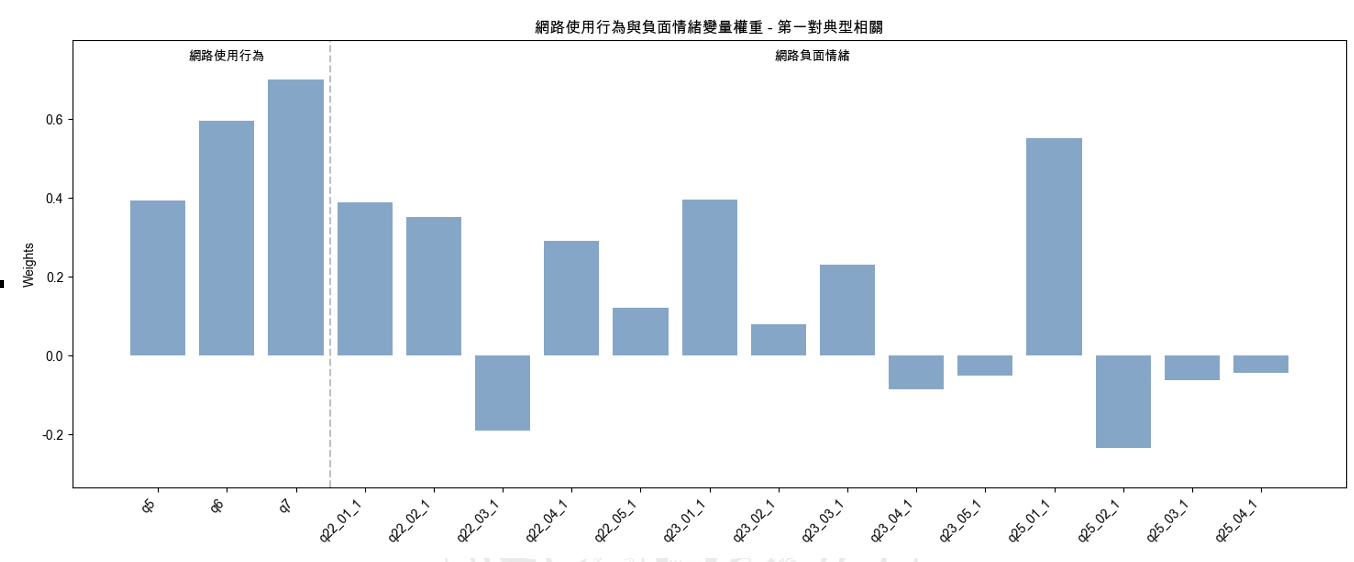 網路使用行為與負面情緒變量權重 - 第一對典型相關
網路使用行為
網路負面情緒
Weights
0.6
0.4
0.2
0.0
-0.2
q5
q6
q7
q22_01_1
q22_02_1
q22_03_1
q22_04_1
q22_05_1
q23_01_1
q23_02_1
q23_03_1
q23_04_1
q23_05_1
q25_01_1
q25_02_1
q25_03_1
q25_04_1